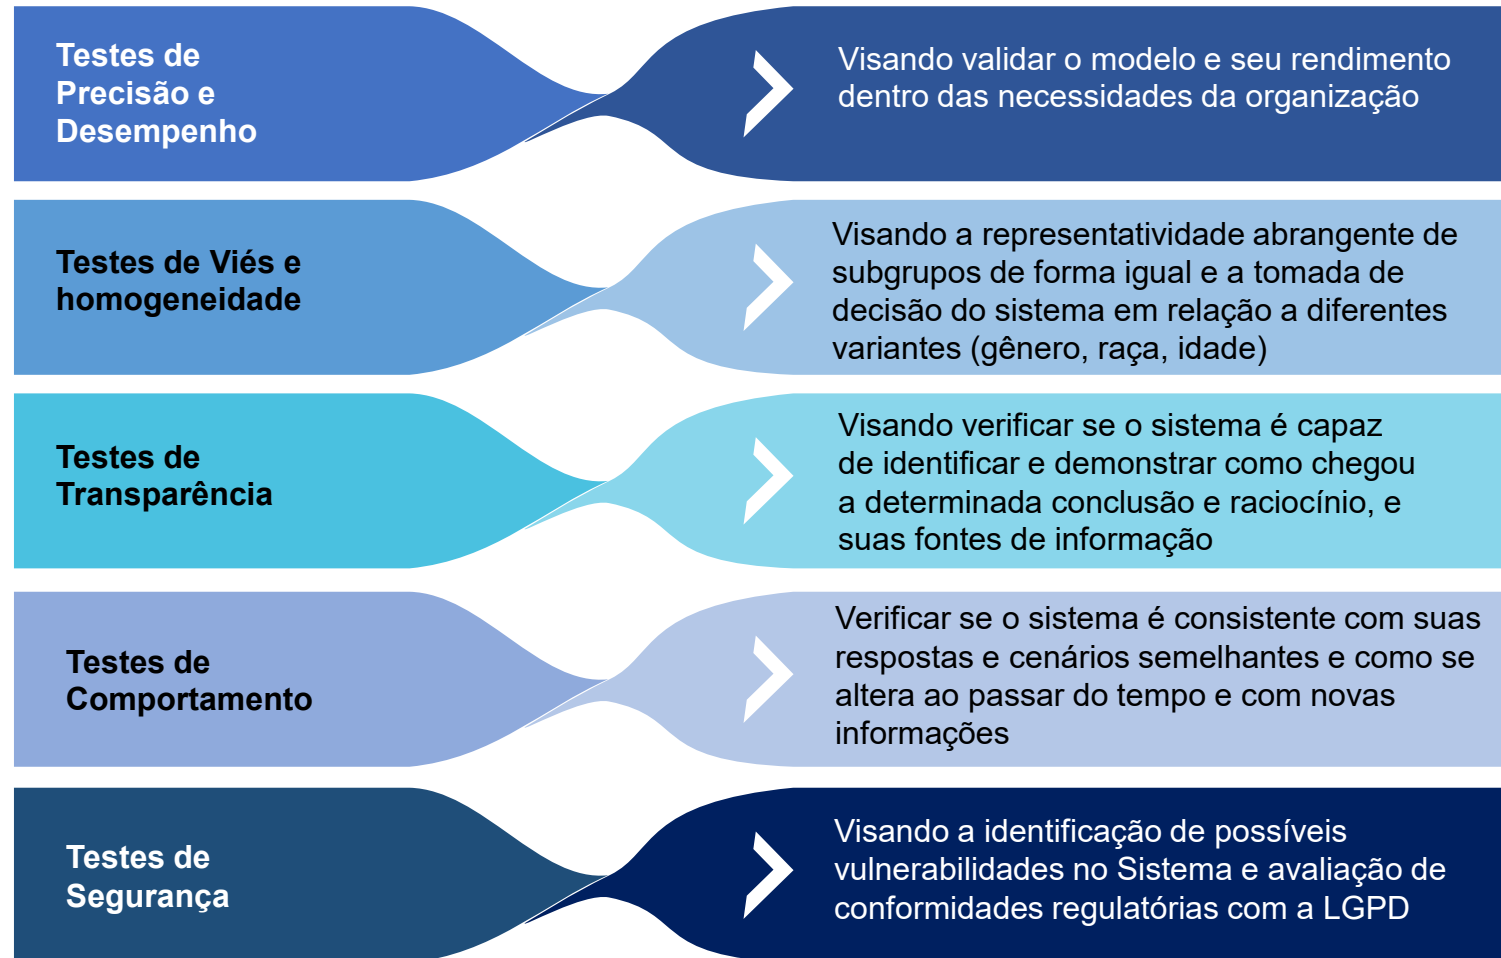 Testes de
Precisão e
Desempenho
Visando validar o modelo e seu rendimento
dentro das necessidades da organização
Testes de Viés e
homogeneidade
Visando a representatividade abrangente de
subgrupos de forma igual e a tomada de
decisão do sistema em relação a diferentes
variantes (gênero, raça, idade)
Testes de
Transparência
Visando verificar se o sistema é capaz
de identificar e demonstrar como chegou
a determinada conclusão e raciocínio, e
suas fontes de informação
Testes de
Comportamento
Verificar se o sistema é consistente com suas
respostas e cenários semelhantes e como se
altera ao passar do tempo e com novas
informações
Testes de
Segurança
Visando a identificação de possíveis
vulnerabilidades no Sistema e avaliação de
conformidades regulatórias com a LGPD